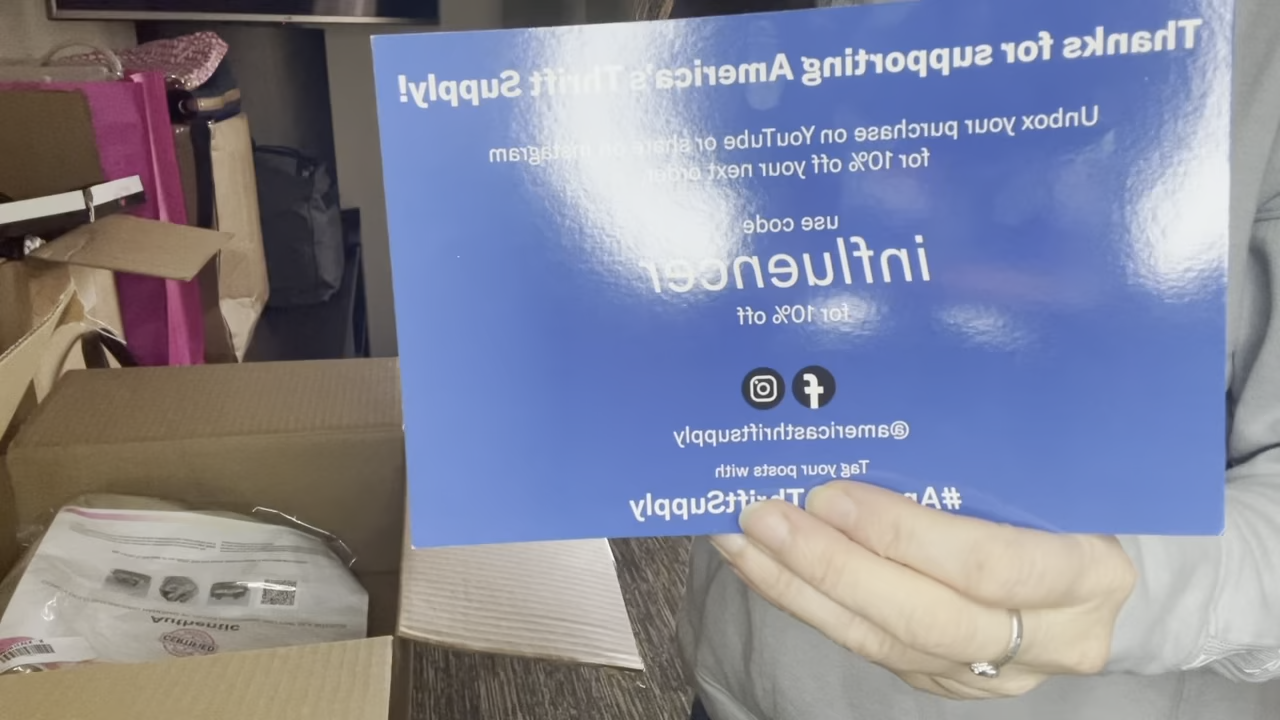 Thanks for supporting America's Thrift Supply!
Unbox your purchase on YouTube or share on Instagram
for 10% off your next order
use code
influencer
for 10% off
@americasthriftsupply
Tag your posts with
#Am ThriftSupply
Authentic
CERTIFIED